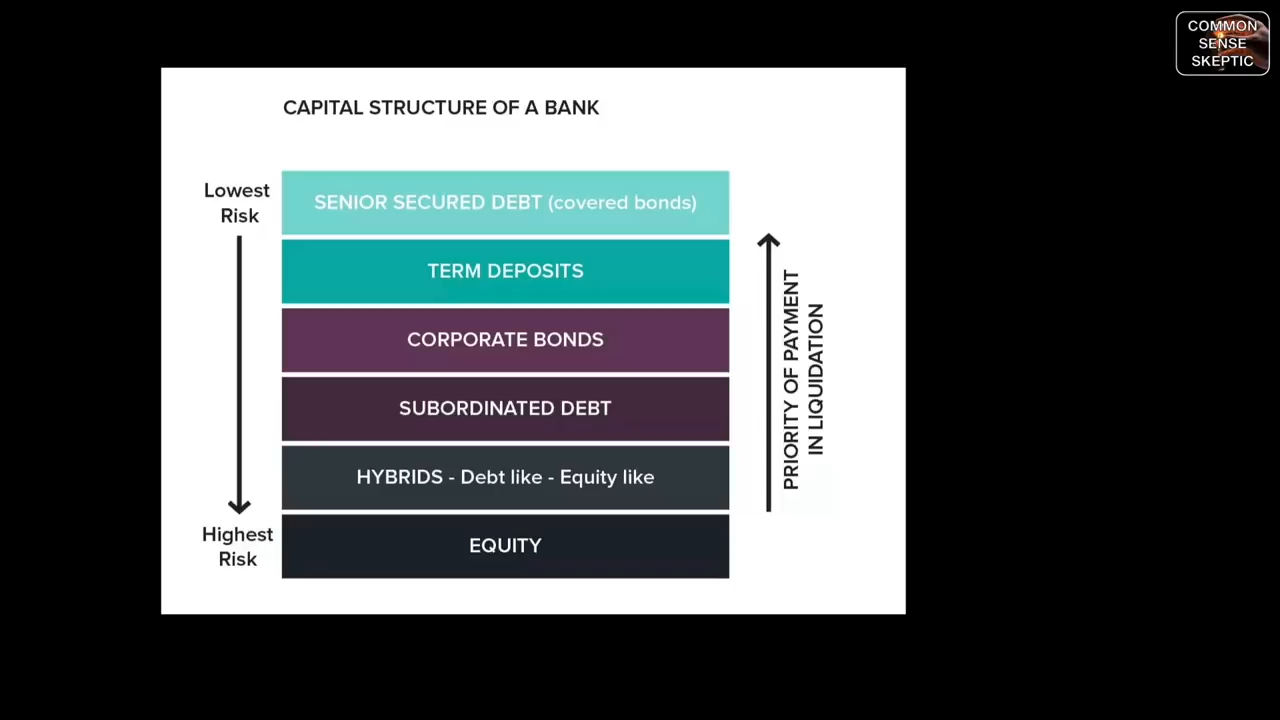 COMMON
SENSE
SKEPTIC
CAPITAL STRUCTURE OF A BANK
Lowest
Risk
SENIOR SECURED DEBT (covered bonds)
TERM DEPOSITS
CORPORATE BONDS
SUBORDINATED DEBT
HYBRIDS - Debt like - Equity like
EQUITY
Highest
Risk
PRIORITY OF PAYMENT
IN LIQUIDATION